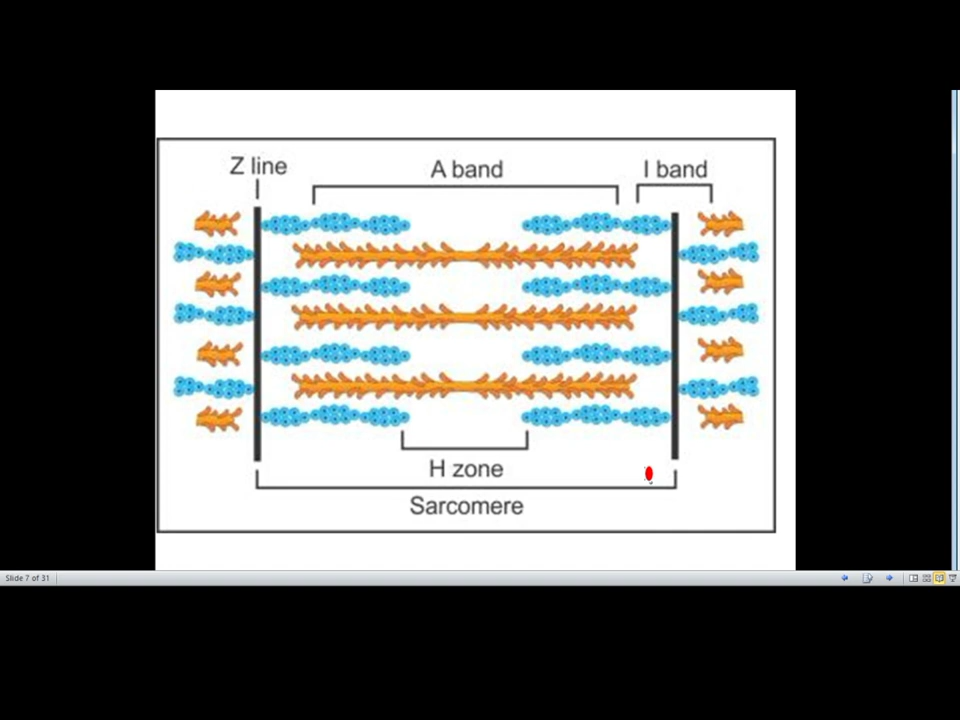 Z line
A band
I band
H zone
Sarcomere
Slide 7 of 31